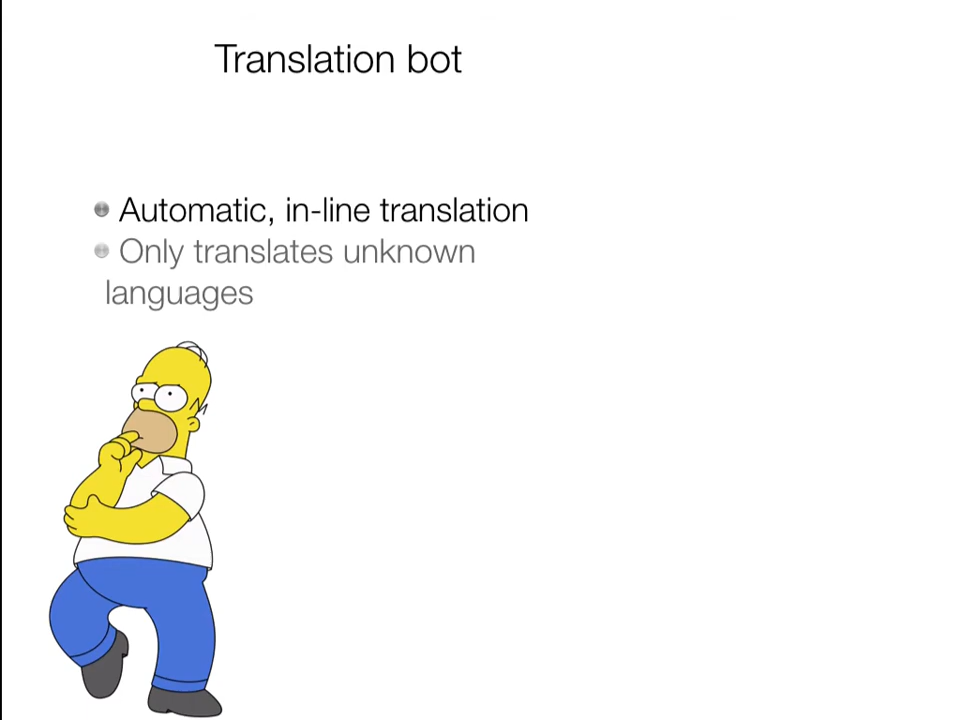 Translation bot
Automatic, in-line translation
Only translates unknown
languages